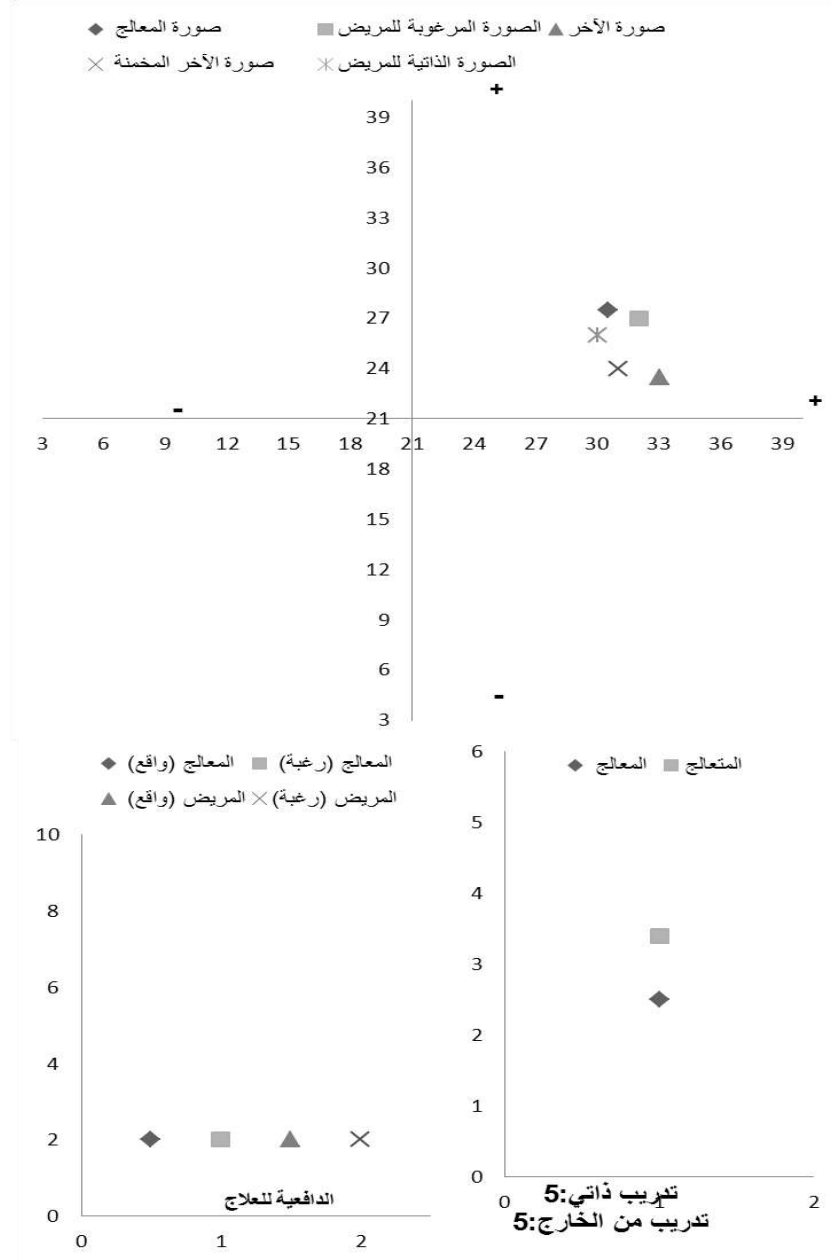 صورة المعالج الصورة المرغوبة للمريض صورة الآخر
صورة الآخر المخمنة الصورة الذاتية للمريض
+
39
36
33
30
27
24
+
-
21
3 6 9 12 15 18 21 24 27 30 33 36 39
18
15
12
9
6
-
3
المعالج (واقع) المعالج (رغبة)
المريض (واقع) المريض (رغبة)
10
8
6
4
2
الدافعية للعلاج
0
0 1 2
6
المعالج المتعالج
5
4
3
2
1
0
0 1 2
تدريب ذاتي:5
تدريب من الخارج:5